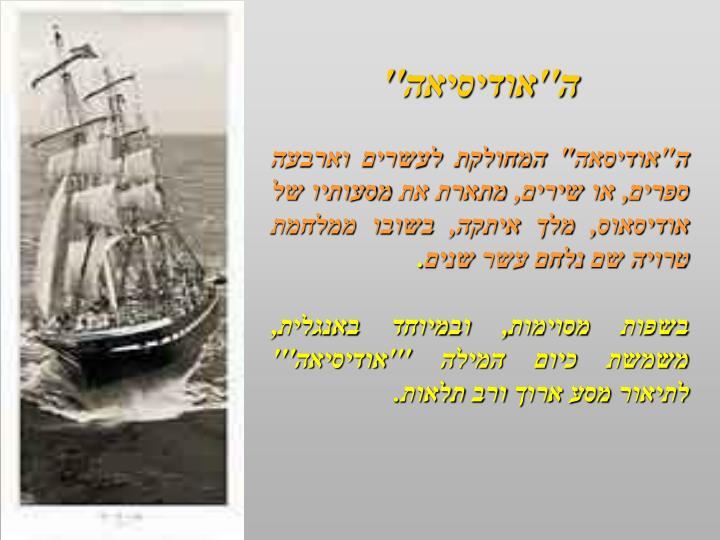 ה''אודיסיאה''
ה"אודיסאה" המחולקת לעשרים וארבעה
ספרים, או שירים, מתארת את מסעותיו של
אודיסאוס, מלך איתקה, בשובו ממלחמת
טרויה שם נלחם עשר שנים.
בשפות מסוימות, ובמיוחד באנגלית,
משמשת כיום המילה '''אודיסיאה'''
לתיאור מסע ארוך ורב תלאות.